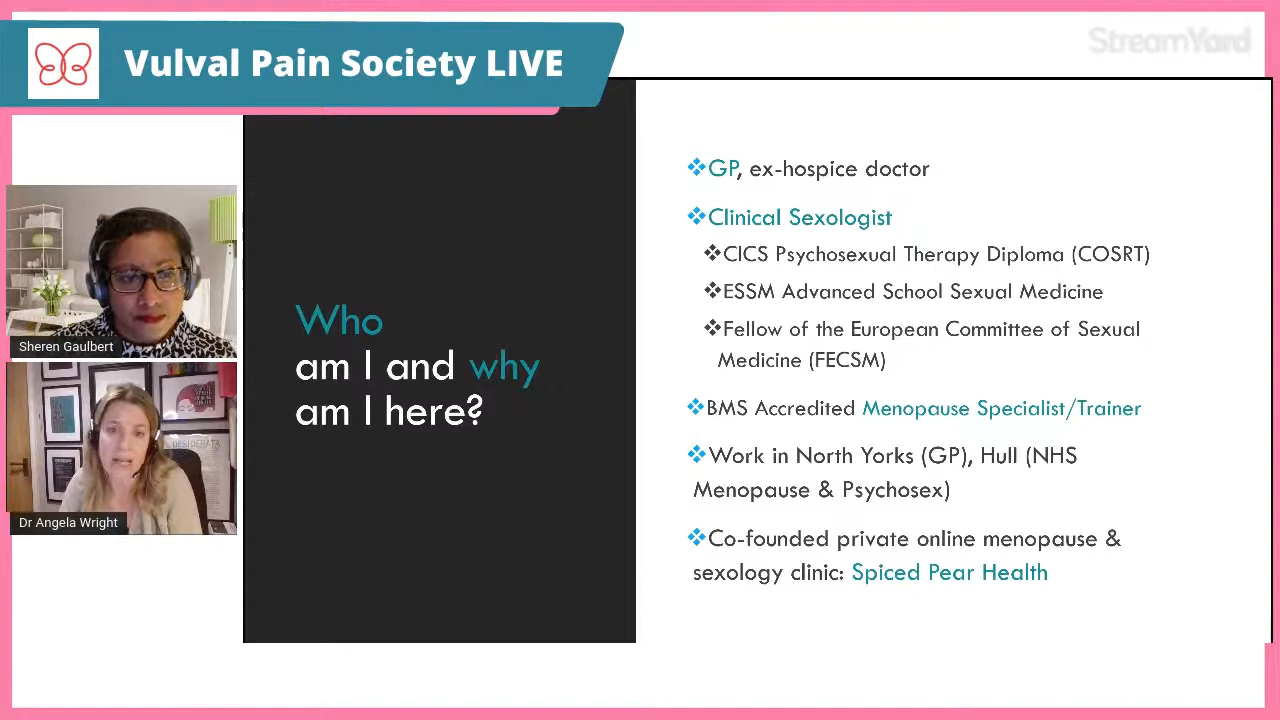 Vulval Pain Society LIVE
StreamYard
Sheren Gaulbert
Dr Angela Wright
DESIDERATA
Who
am I and why
am I here?
GP, ex-hospice doctor
Clinical Sexologist
CICS Psychosexual Therapy Diploma (COSRT)
ESSM Advanced School Sexual Medicine
Fellow of the European Committee of Sexual
Medicine (FECSM)
BMS Accredited Menopause Specialist/Trainer
Work in North Yorks (GP), Hull (NHS
Menopause & Psychosex)
Co-founded private online menopause &
sexology clinic: Spiced Pear Health